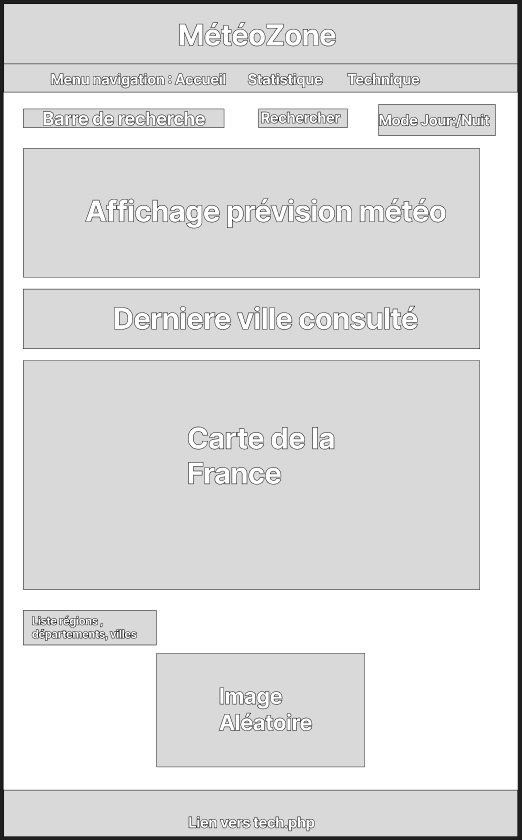 MétéoZone
Menu navigation : Accueil Statistique Technique
Barre de recherche Rechercher Mode Jour:/Nuit
Affichage prévision météo
Derniere ville consulté
Carte de la
France
Liste régions ,
départements, villes
Image
Aléatoire
Lien vers tech.php